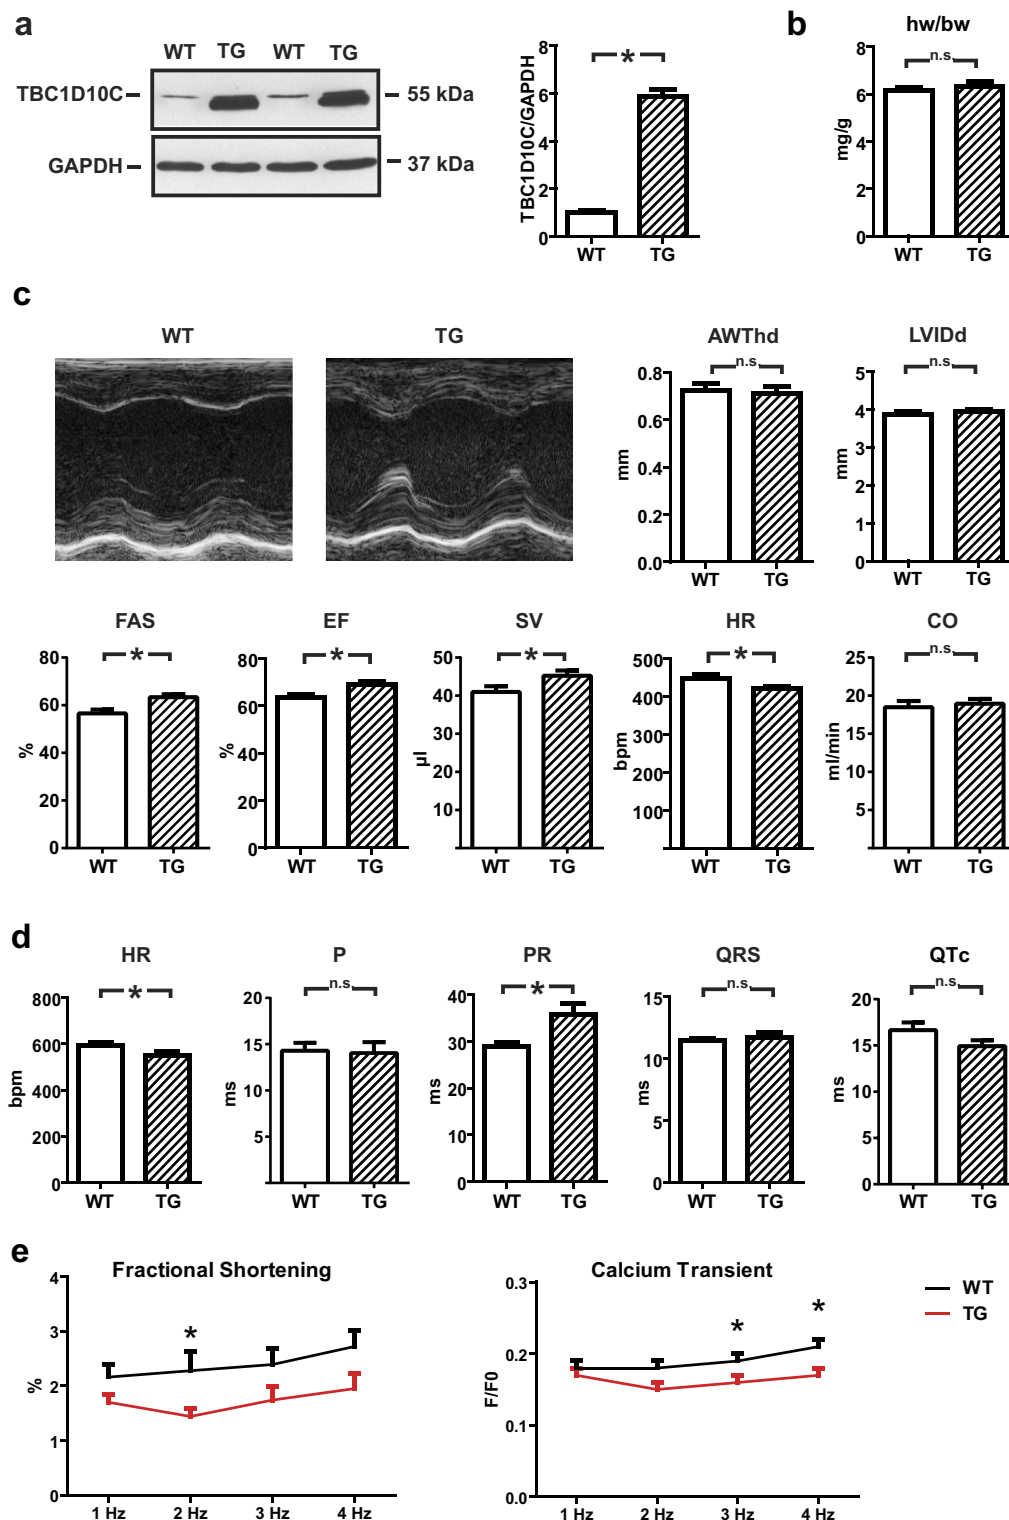 a
WT TG WT TG
TBC1D10C
55 kDa
GAPDH
37 kDa
TBC1D10C/GAPDH
8
6
4
2
0
*
WT TG
b
hw/bw
n.s.
mg/g
8
6
4
2
0
WT TG
c
WT
TG
AWThd
n.s.
mm
0.8
0.6
0.4
0.2
0.0
WT TG
LVIDd
n.s.
mm
5
4
3
2
1
0
WT TG
FAS
*
%
80
60
40
20
0
WT TG
EF
*
%
80
60
40
20
0
WT TG
SV
*
µl
50
40
30
20
10
WT TG
HR
*
bpm
500
400
300
200
100
WT TG
CO
n.s.
ml/min
25
20
15
10
5
WT TG
d
HR
*
bpm
800
600
400
200
0
WT TG
P
n.s.
ms
20
15
10
5
WT TG
PR
*
ms
40
30
20
10
0
WT TG
QRS
n.s.
ms
15
10
5
0
WT TG
QTc
n.s.
ms
20
15
10
5
0
WT TG
e
Fractional Shortening
%
4
3
2
1
0
*
1 Hz 2 Hz 3 Hz 4 Hz
Calcium Transient
F/F0
0.3
0.2
0.1
0.0
* *
1 Hz 2 Hz 3 Hz 4 Hz
WT
TG